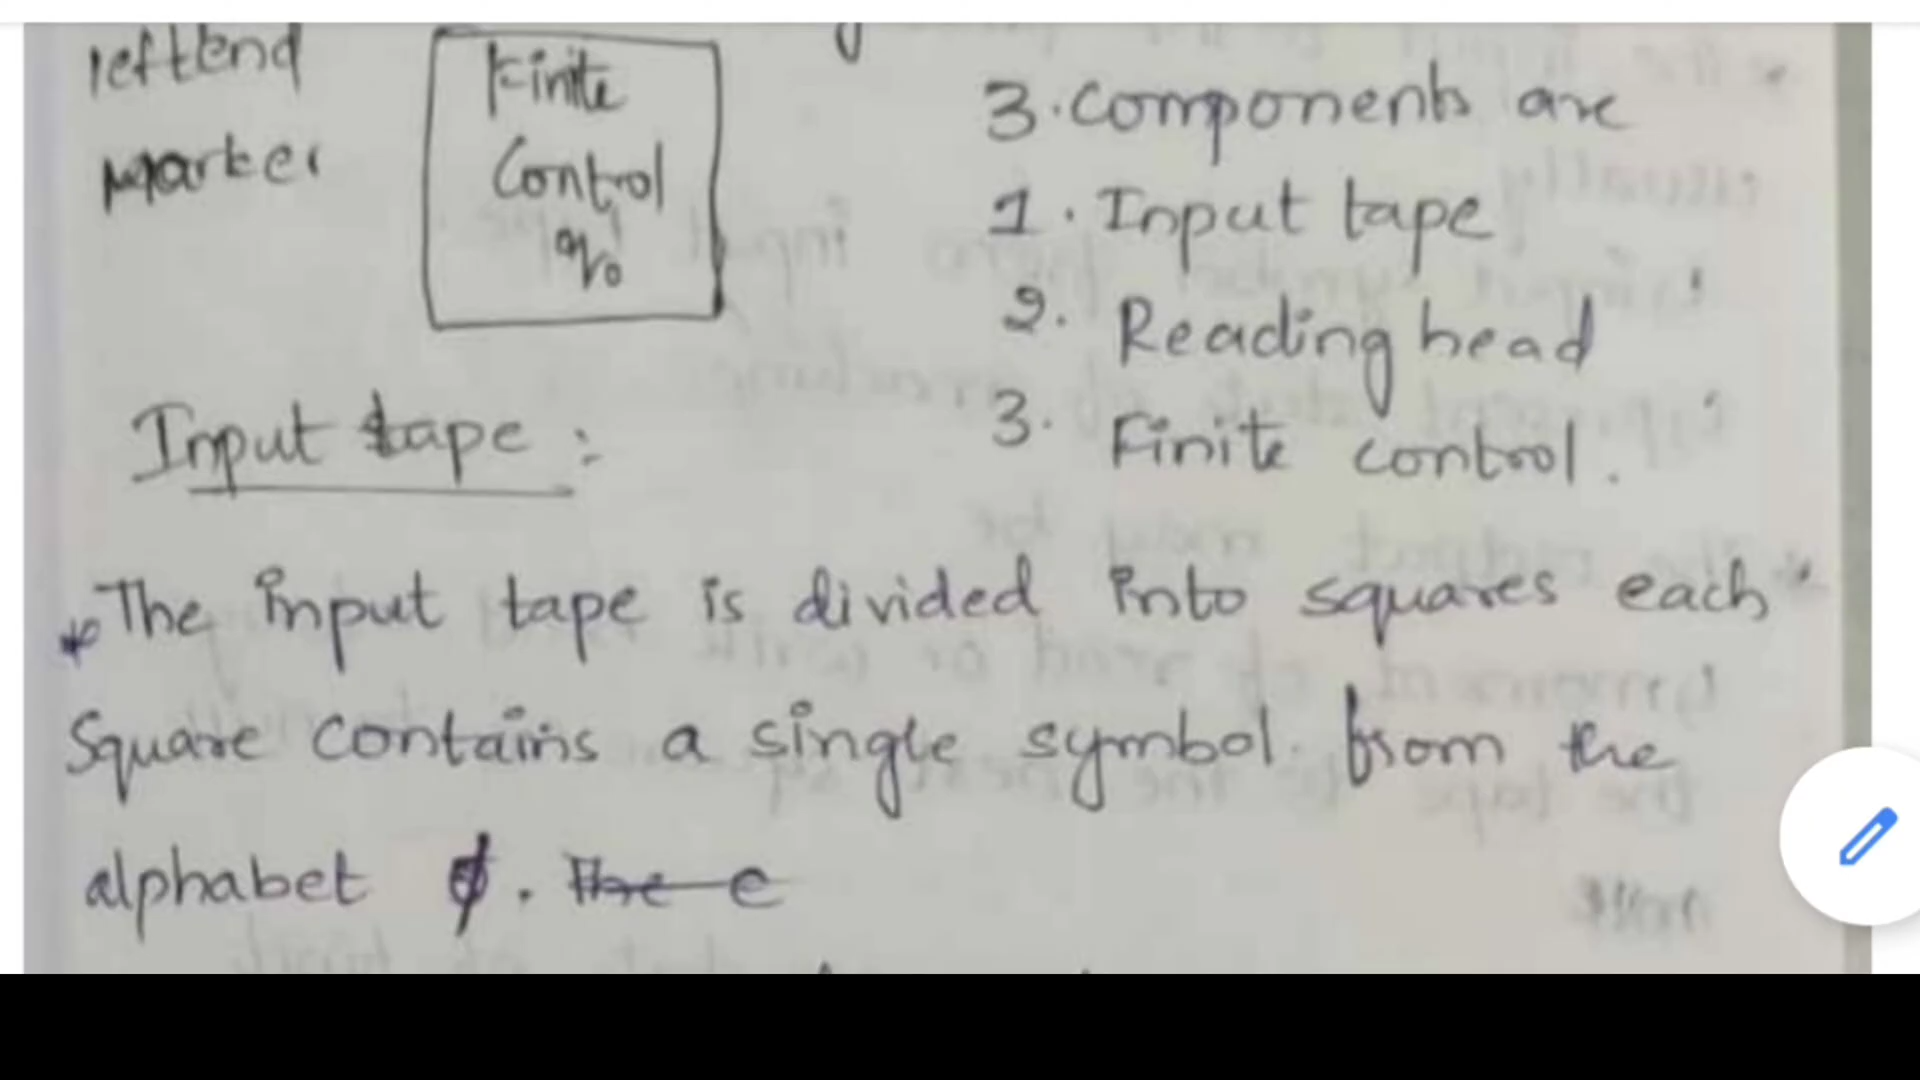 leftend
Marker
Finite
Control
q0
3. Components are
1. Input tape
2. Reading head
3. Finite control.
Input tape :
* The input tape is divided into squares each
Square contains a single symbol. from the
alphabet . The c